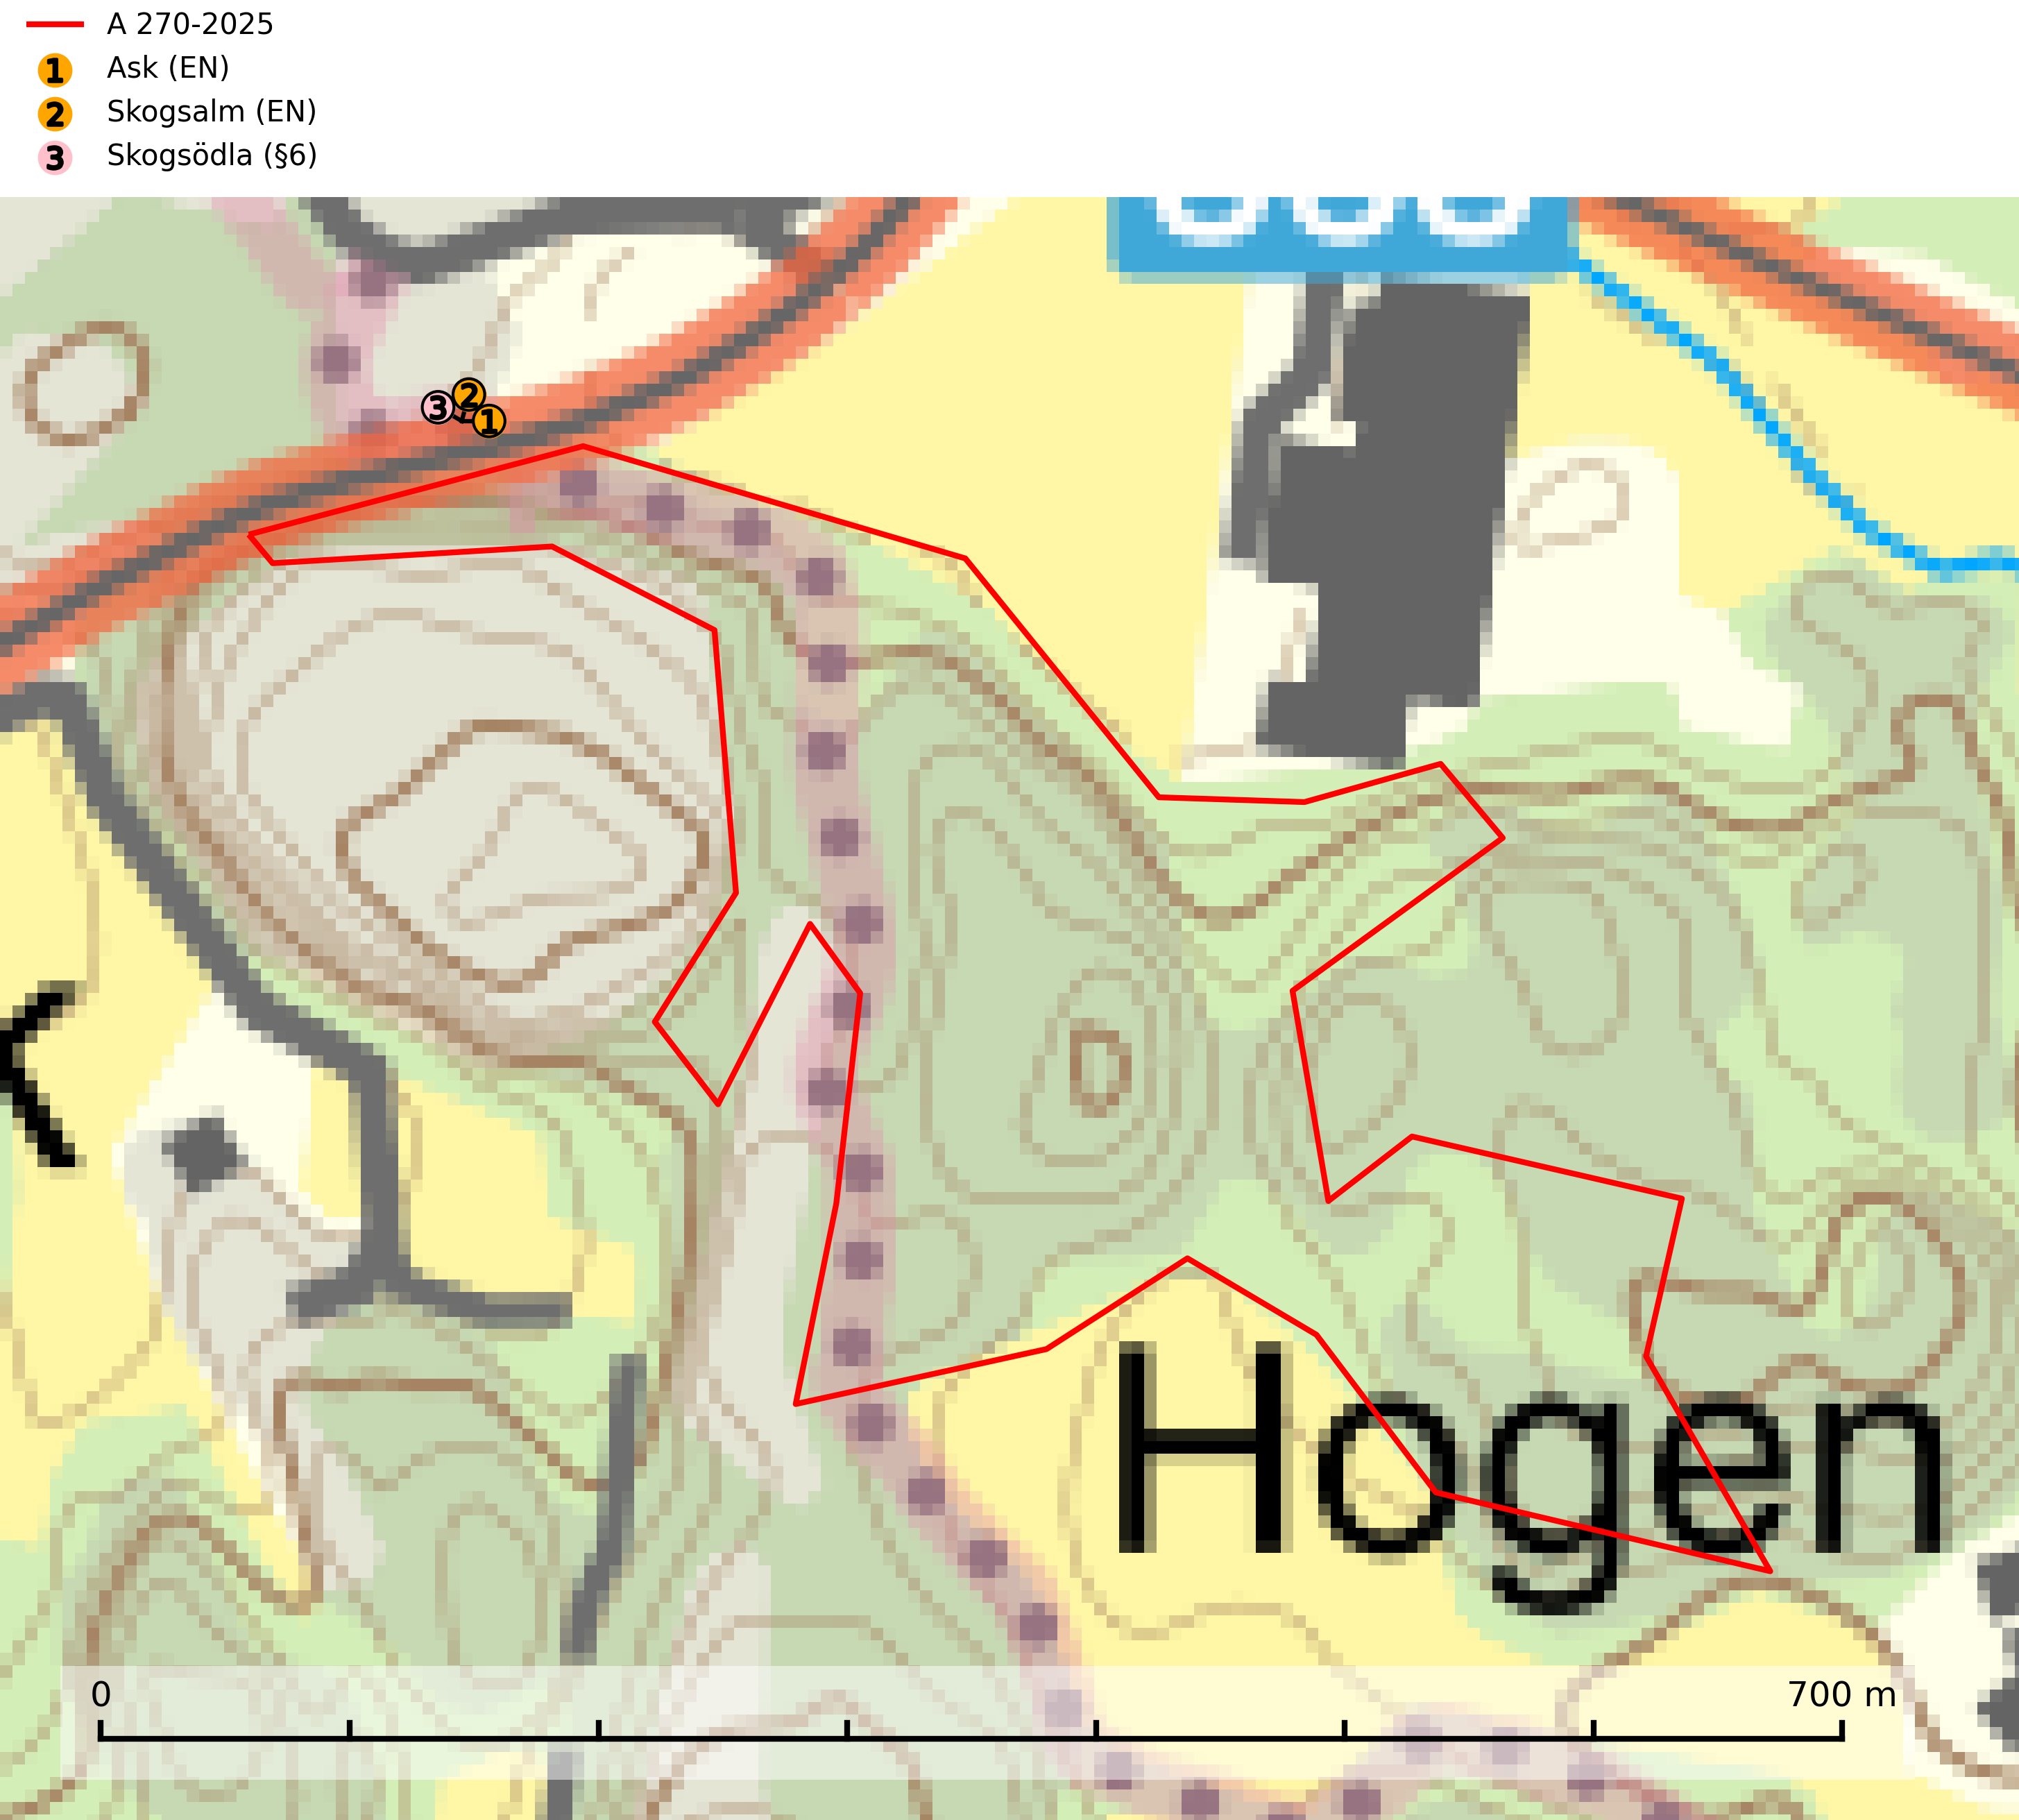 A 270-2025
1 Ask (EN)
2 Skogsalm (EN)
3 Skogsödla (§6)
2
3
1
Hogen
0 700 m